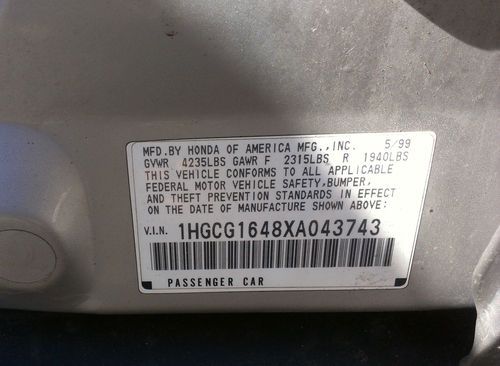 MFD.BY HONDA OF AMERICA MFG.,INC. 5/99
GVWR 4235LBS GAWR F 2315LBS R 1940LBS
THIS VEHICLE CONFORMS TO ALL APPLICABLE
FEDERAL MOTOR VEHICLE SAFETY,BUMPER,
AND THEFT PREVENTION STANDARDS IN EFFECT
ON THE DATE OF MANUFACTURE SHOWN ABOVE:
V.I.N. 1HGCG1648XA043743
PASSENGER CAR